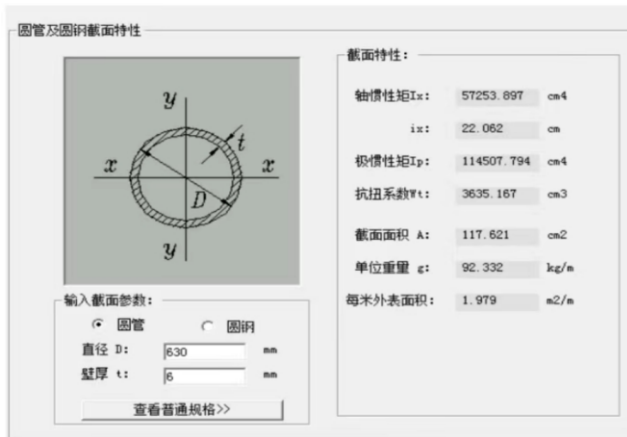 圆管及圆钢截面特性
y
t
x
x
D
y
输入截面参数:
圆管
圆钢
直径 D: 630 mm
壁厚 t: 6 mm
查看普通规格>>
截面特性:
轴惯性矩Ix: 57253.897 cm4
ix: 22.062 cm
极惯性矩Ip: 114507.794 cm4
抗扭系数Wt: 3635.167 cm3
截面面积 A: 117.621 cm2
单位重量 g: 92.332 kg/m
每米外表面积: 1.979 m2/m